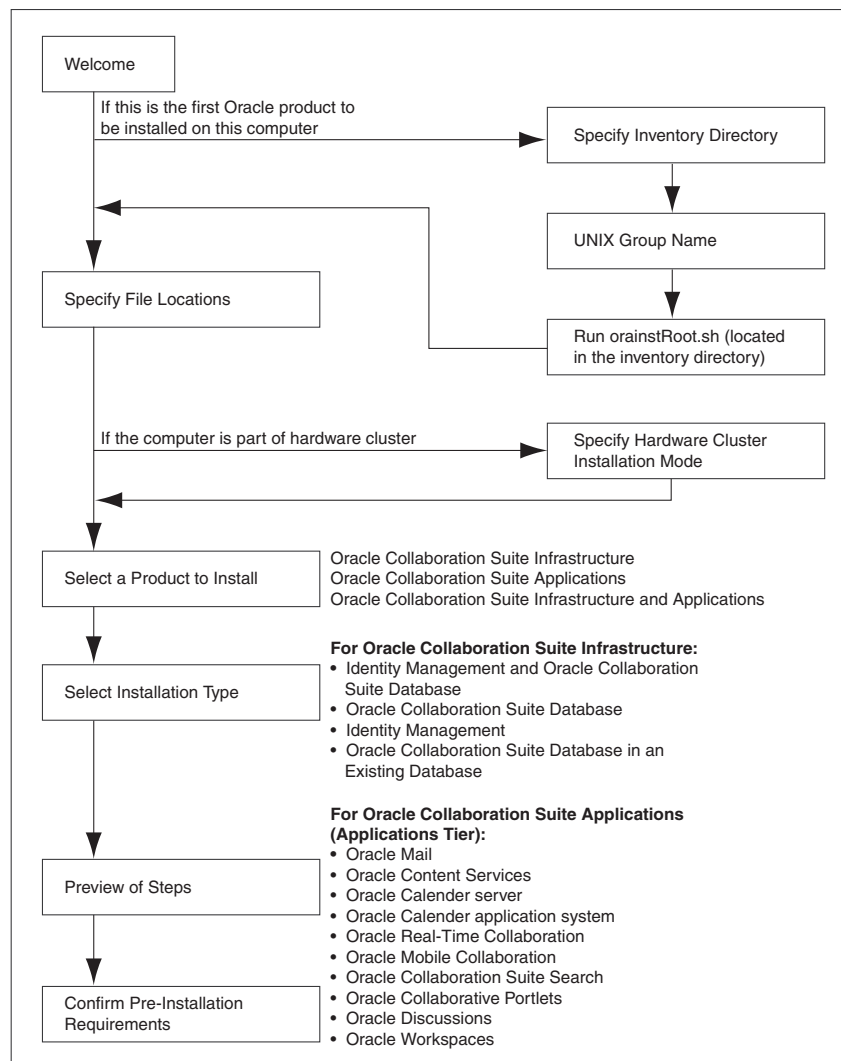 Welcome
If this is the first Oracle product to
be installed on this computer
Specify Inventory Directory
UNIX Group Name
Specify File Locations
Run orainstRoot.sh (located
in the inventory directory)
If the computer is part of hardware cluster
Specify Hardware Cluster
Installation Mode
Select a Product to Install
Oracle Collaboration Suite Infrastructure
Oracle Collaboration Suite Applications
Oracle Collaboration Suite Infrastructure and Applications
Select Installation Type
For Oracle Collaboration Suite Infrastructure:
• Identity Management and Oracle Collaboration
Suite Database
• Oracle Collaboration Suite Database
• Identity Management
• Oracle Collaboration Suite Database in an
Existing Database
For Oracle Collaboration Suite Applications
(Applications Tier):
• Oracle Mail
• Oracle Content Services
• Oracle Calender server
• Oracle Calender application system
• Oracle Real-Time Collaboration
• Oracle Mobile Collaboration
• Oracle Collaboration Suite Search
• Oracle Collaborative Portlets
• Oracle Discussions
• Oracle Workspaces
Preview of Steps
Confirm Pre-Installation
Requirements